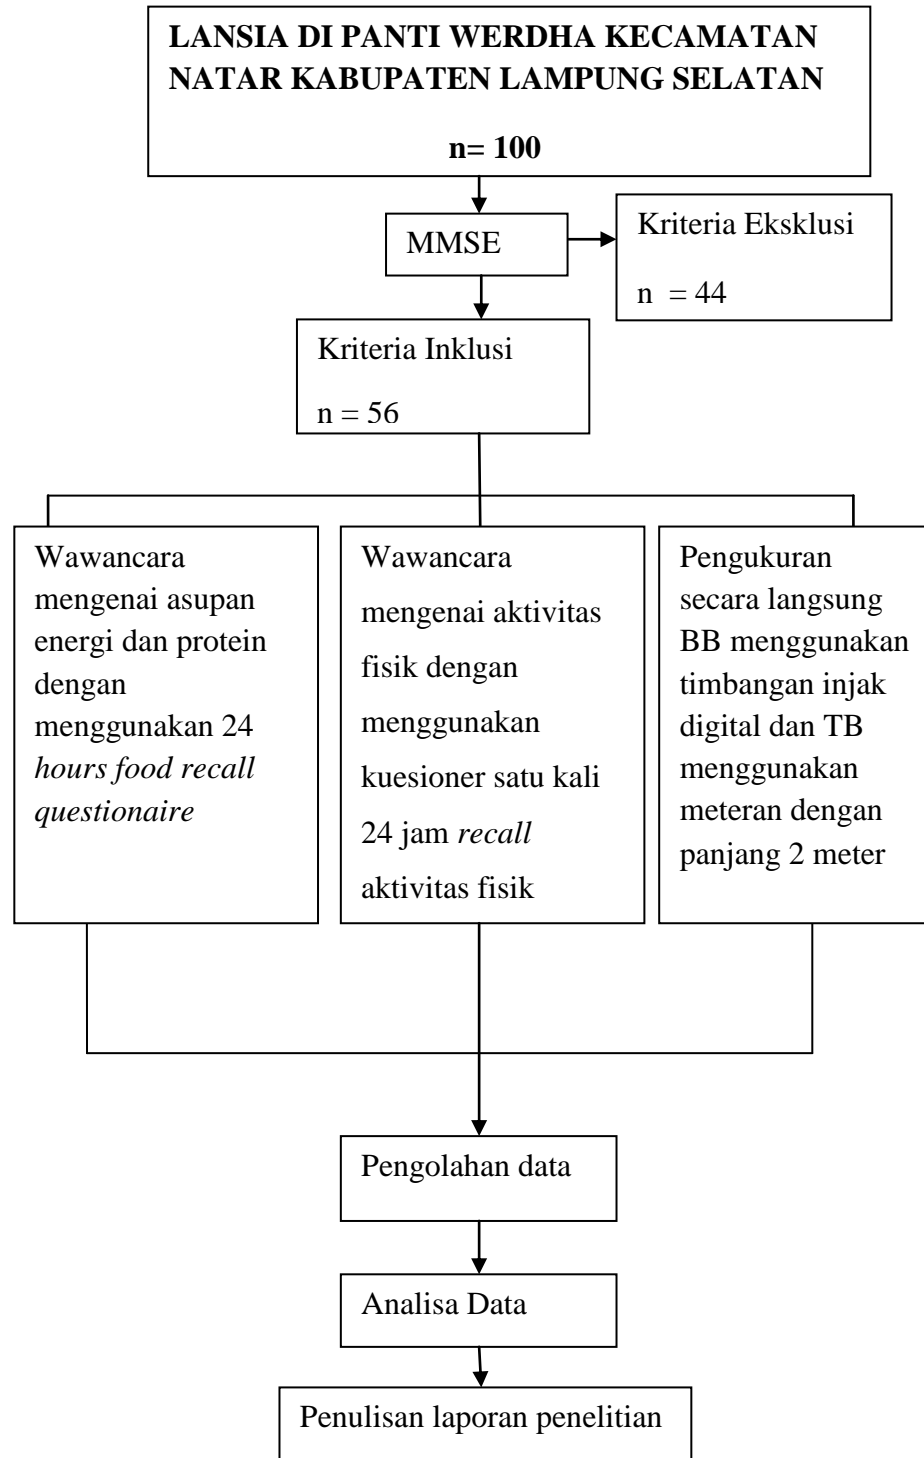 LANSIA DI PANTI WERDHA KECAMATAN
NATAR KABUPATEN LAMPUNG SELATAN
n= 100
MMSE
Kriteria Eksklusi
n = 44
Kriteria Inklusi
n = 56
Wawancara
mengenai asupan
energi dan protein
dengan
menggunakan 24
hours food recall
questionaire
Wawancara
mengenai aktivitas
fisik dengan
menggunakan
kuesioner satu kali
24 jam recall
aktivitas fisik
Pengukuran
secara langsung
BB menggunakan
timbangan injak
digital dan TB
menggunakan
meteran dengan
panjang 2 meter
Pengolahan data
Analisa Data
Penulisan laporan penelitian